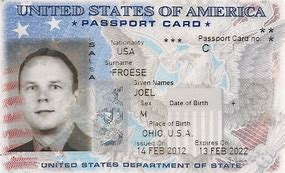 UNITED STATES OF AMERICA
PASSPORT CARD
Nationality
Passport Card no.
USA
C
Surname
FROESE
Given Names
JOEL
Sex
Date of Birth
M
Place of Birth
OHIO, U.S.A.
Issued On
Expires On
14 FEB 2012
13 FEB 2022
UNITED STATES DEPARTMENT OF STATE